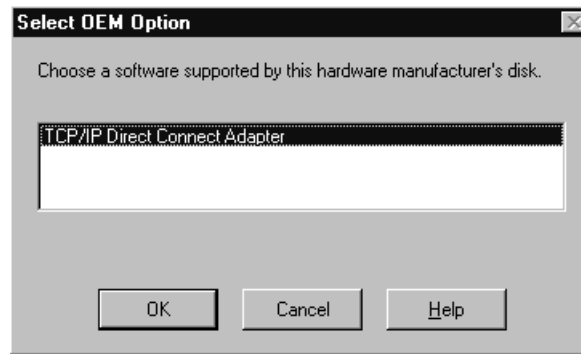 Select OEM Option
Choose a software supported by this hardware manufacturer's disk.
TCP/IP Direct Connect Adapter
OK Cancel Help